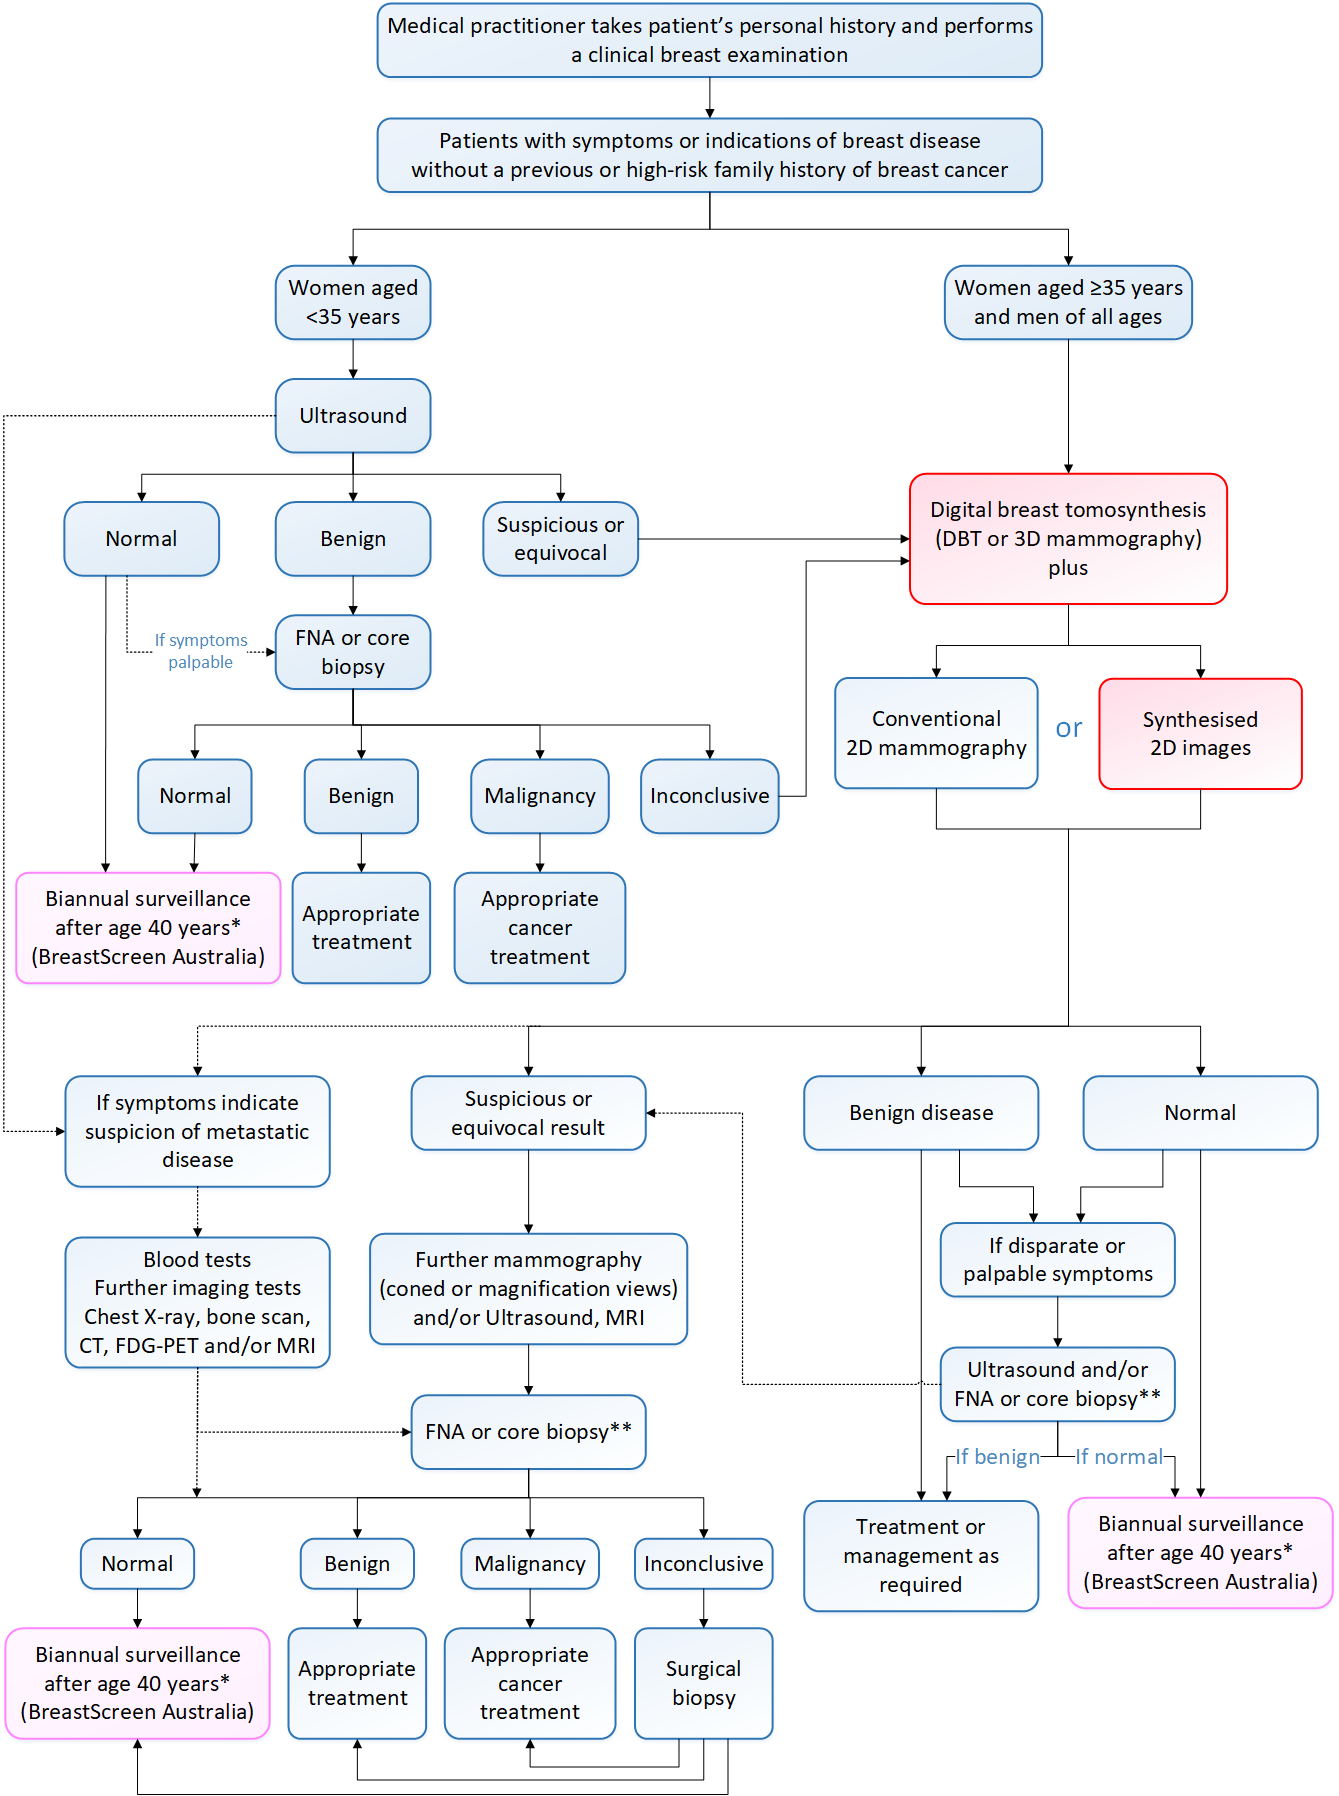 Medical practitioner takes patient’s personal history and performs
a clinical breast examination
Patients with symptoms or indications of breast disease
without a previous or high-risk family history of breast cancer
Women aged
<35 years
Women aged ≥35 years
and men of all ages
Ultrasound
Normal
Benign
Suspicious or
equivocal
Digital breast tomosynthesis
(DBT or 3D mammography)
plus
If symptoms
palpable
FNA or core
biopsy
Conventional
2D mammography
or
Synthesised
2D images
Normal
Benign
Malignancy
Inconclusive
Biannual surveillance
after age 40 years*
(BreastScreen Australia)
Appropriate
treatment
Appropriate
cancer
treatment
If symptoms indicate
suspicion of metastatic
disease
Suspicious or
equivocal result
Benign disease
Normal
Blood tests
Further imaging tests
Chest X-ray, bone scan,
CT, FDG-PET and/or MRI
Further mammography
(coned or magnification views)
and/or Ultrasound, MRI
If disparate or
palpable symptoms
Ultrasound and/or
FNA or core biopsy**
FNA or core biopsy**
If benign
If normal
Normal
Benign
Malignancy
Inconclusive
Treatment or
management as
required
Biannual surveillance
after age 40 years*
(BreastScreen Australia)
Biannual surveillance
after age 40 years*
(BreastScreen Australia)
Appropriate
treatment
Appropriate
cancer
treatment
Surgical
biopsy